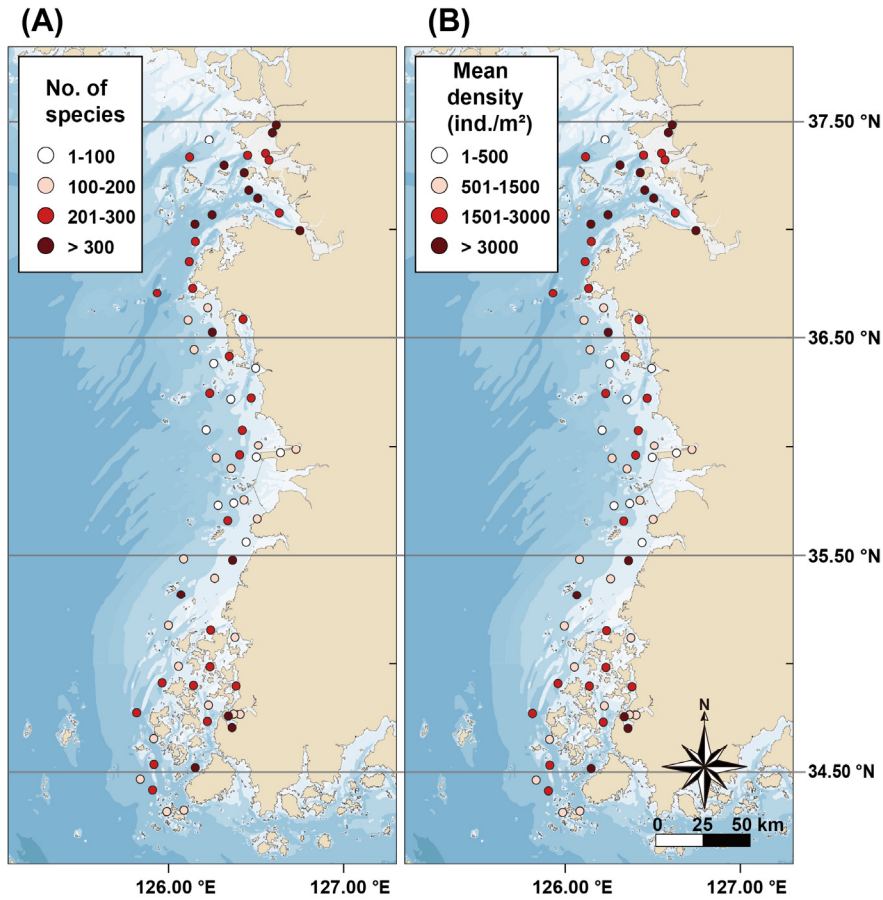 (A)
(B)
No. of
species
1-100
100-200
201-300
> 300
Mean
density
(ind./m²)
1-500
501-1500
1501-3000
> 3000
37.50 °N
36.50 °N
35.50 °N
34.50 °N
N
0 25 50 km
126.00 °E 127.00 °E 126.00 °E 127.00 °E